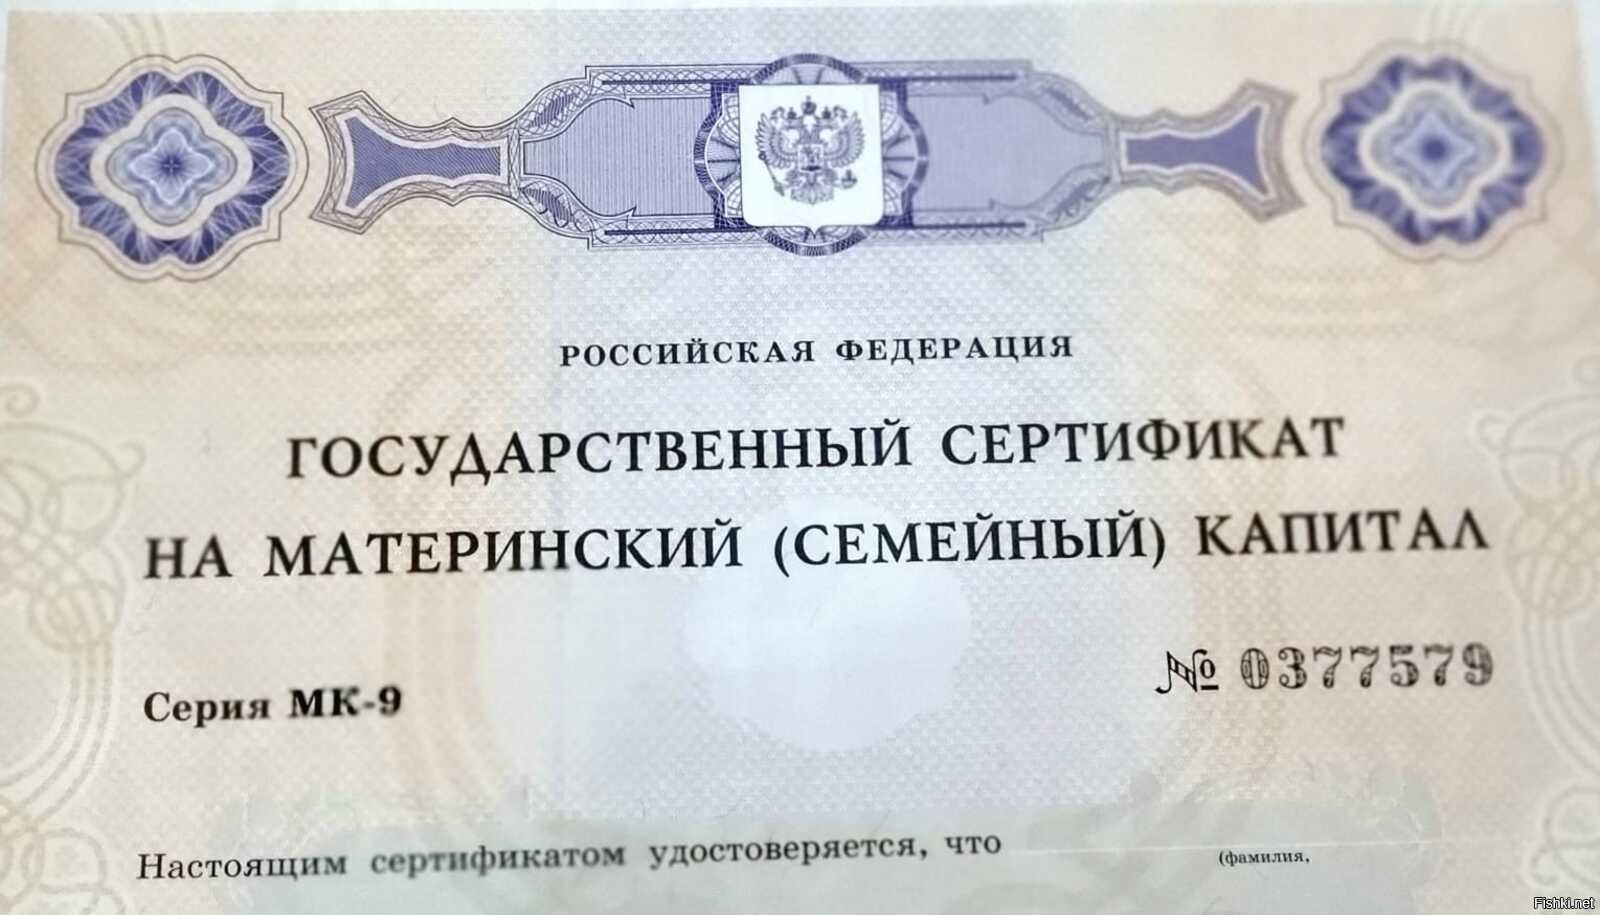 РОССИЙСКАЯ ФЕДЕРАЦИЯ
ГОСУДАРСТВЕННЫЙ СЕРТИФИКАТ
НА МАТЕРИНСКИЙ (СЕМЕЙНЫЙ) КАПИТАЛ
Серия МК-9 № 0377579
Настоящим сертификатом удостоверяется, что
(фамилия,
Fishki.net